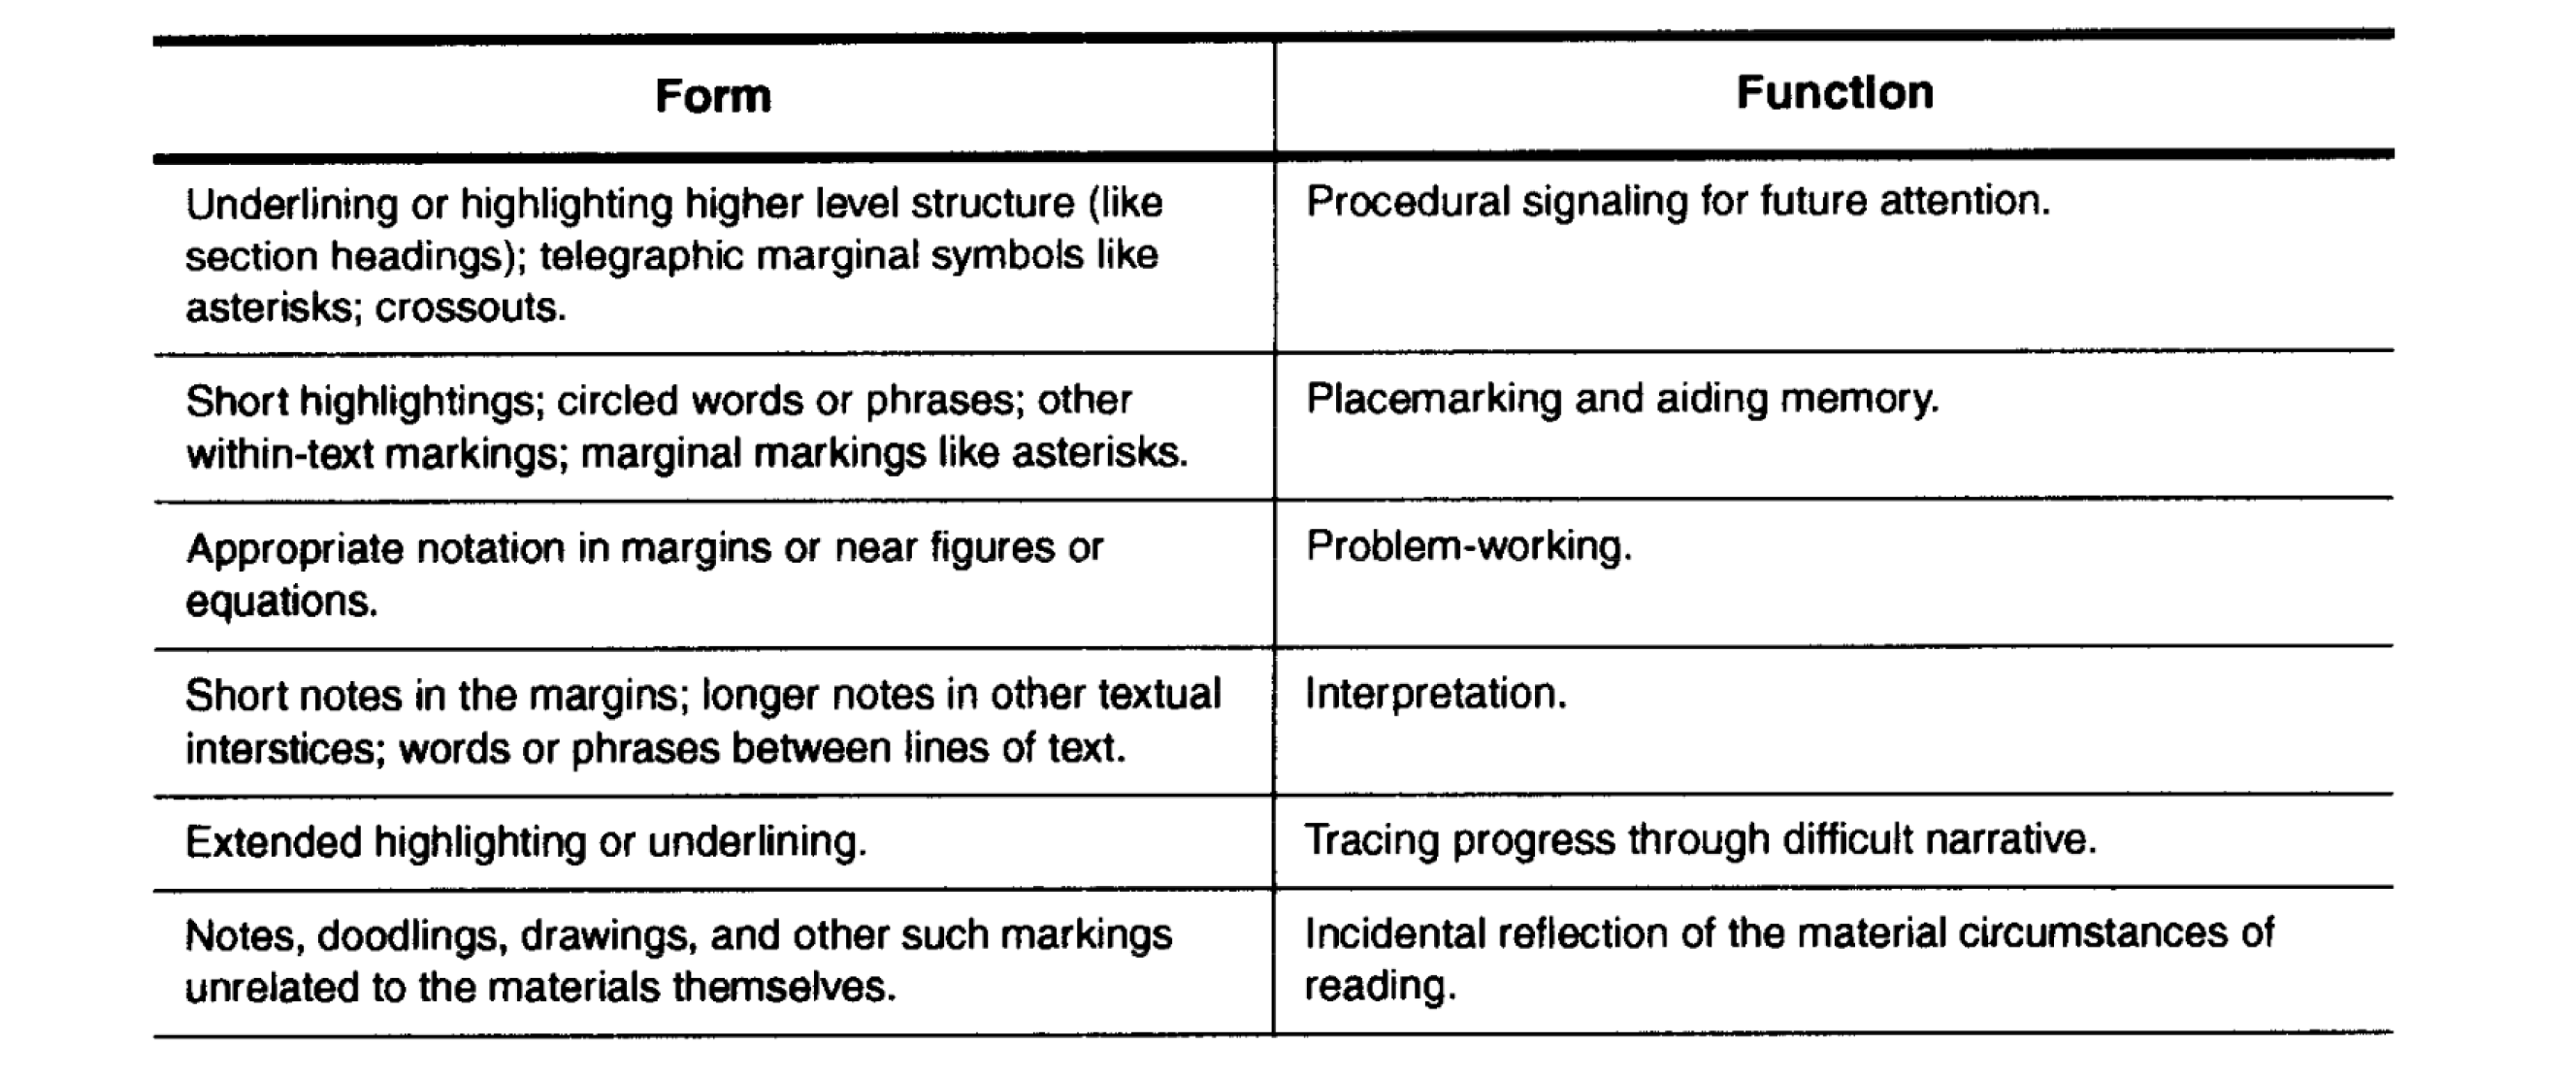 Form
Function
Underlining or highlighting higher level structure (like
section headings); telegraphic marginal symbols like
asterisks; crossouts.
Procedural signaling for future attention.
Short highlightings; circled words or phrases; other
within-text markings; marginal markings like asterisks.
Placemarking and aiding memory.
Appropriate notation in margins or near figures or
equations.
Problem-working.
Short notes in the margins; longer notes in other textual
interstices; words or phrases between lines of text.
Interpretation.
Extended highlighting or underlining.
Tracing progress through difficult narrative.
Notes, doodlings, drawings, and other such markings
unrelated to the materials themselves.
Incidental reflection of the material circumstances of
reading.